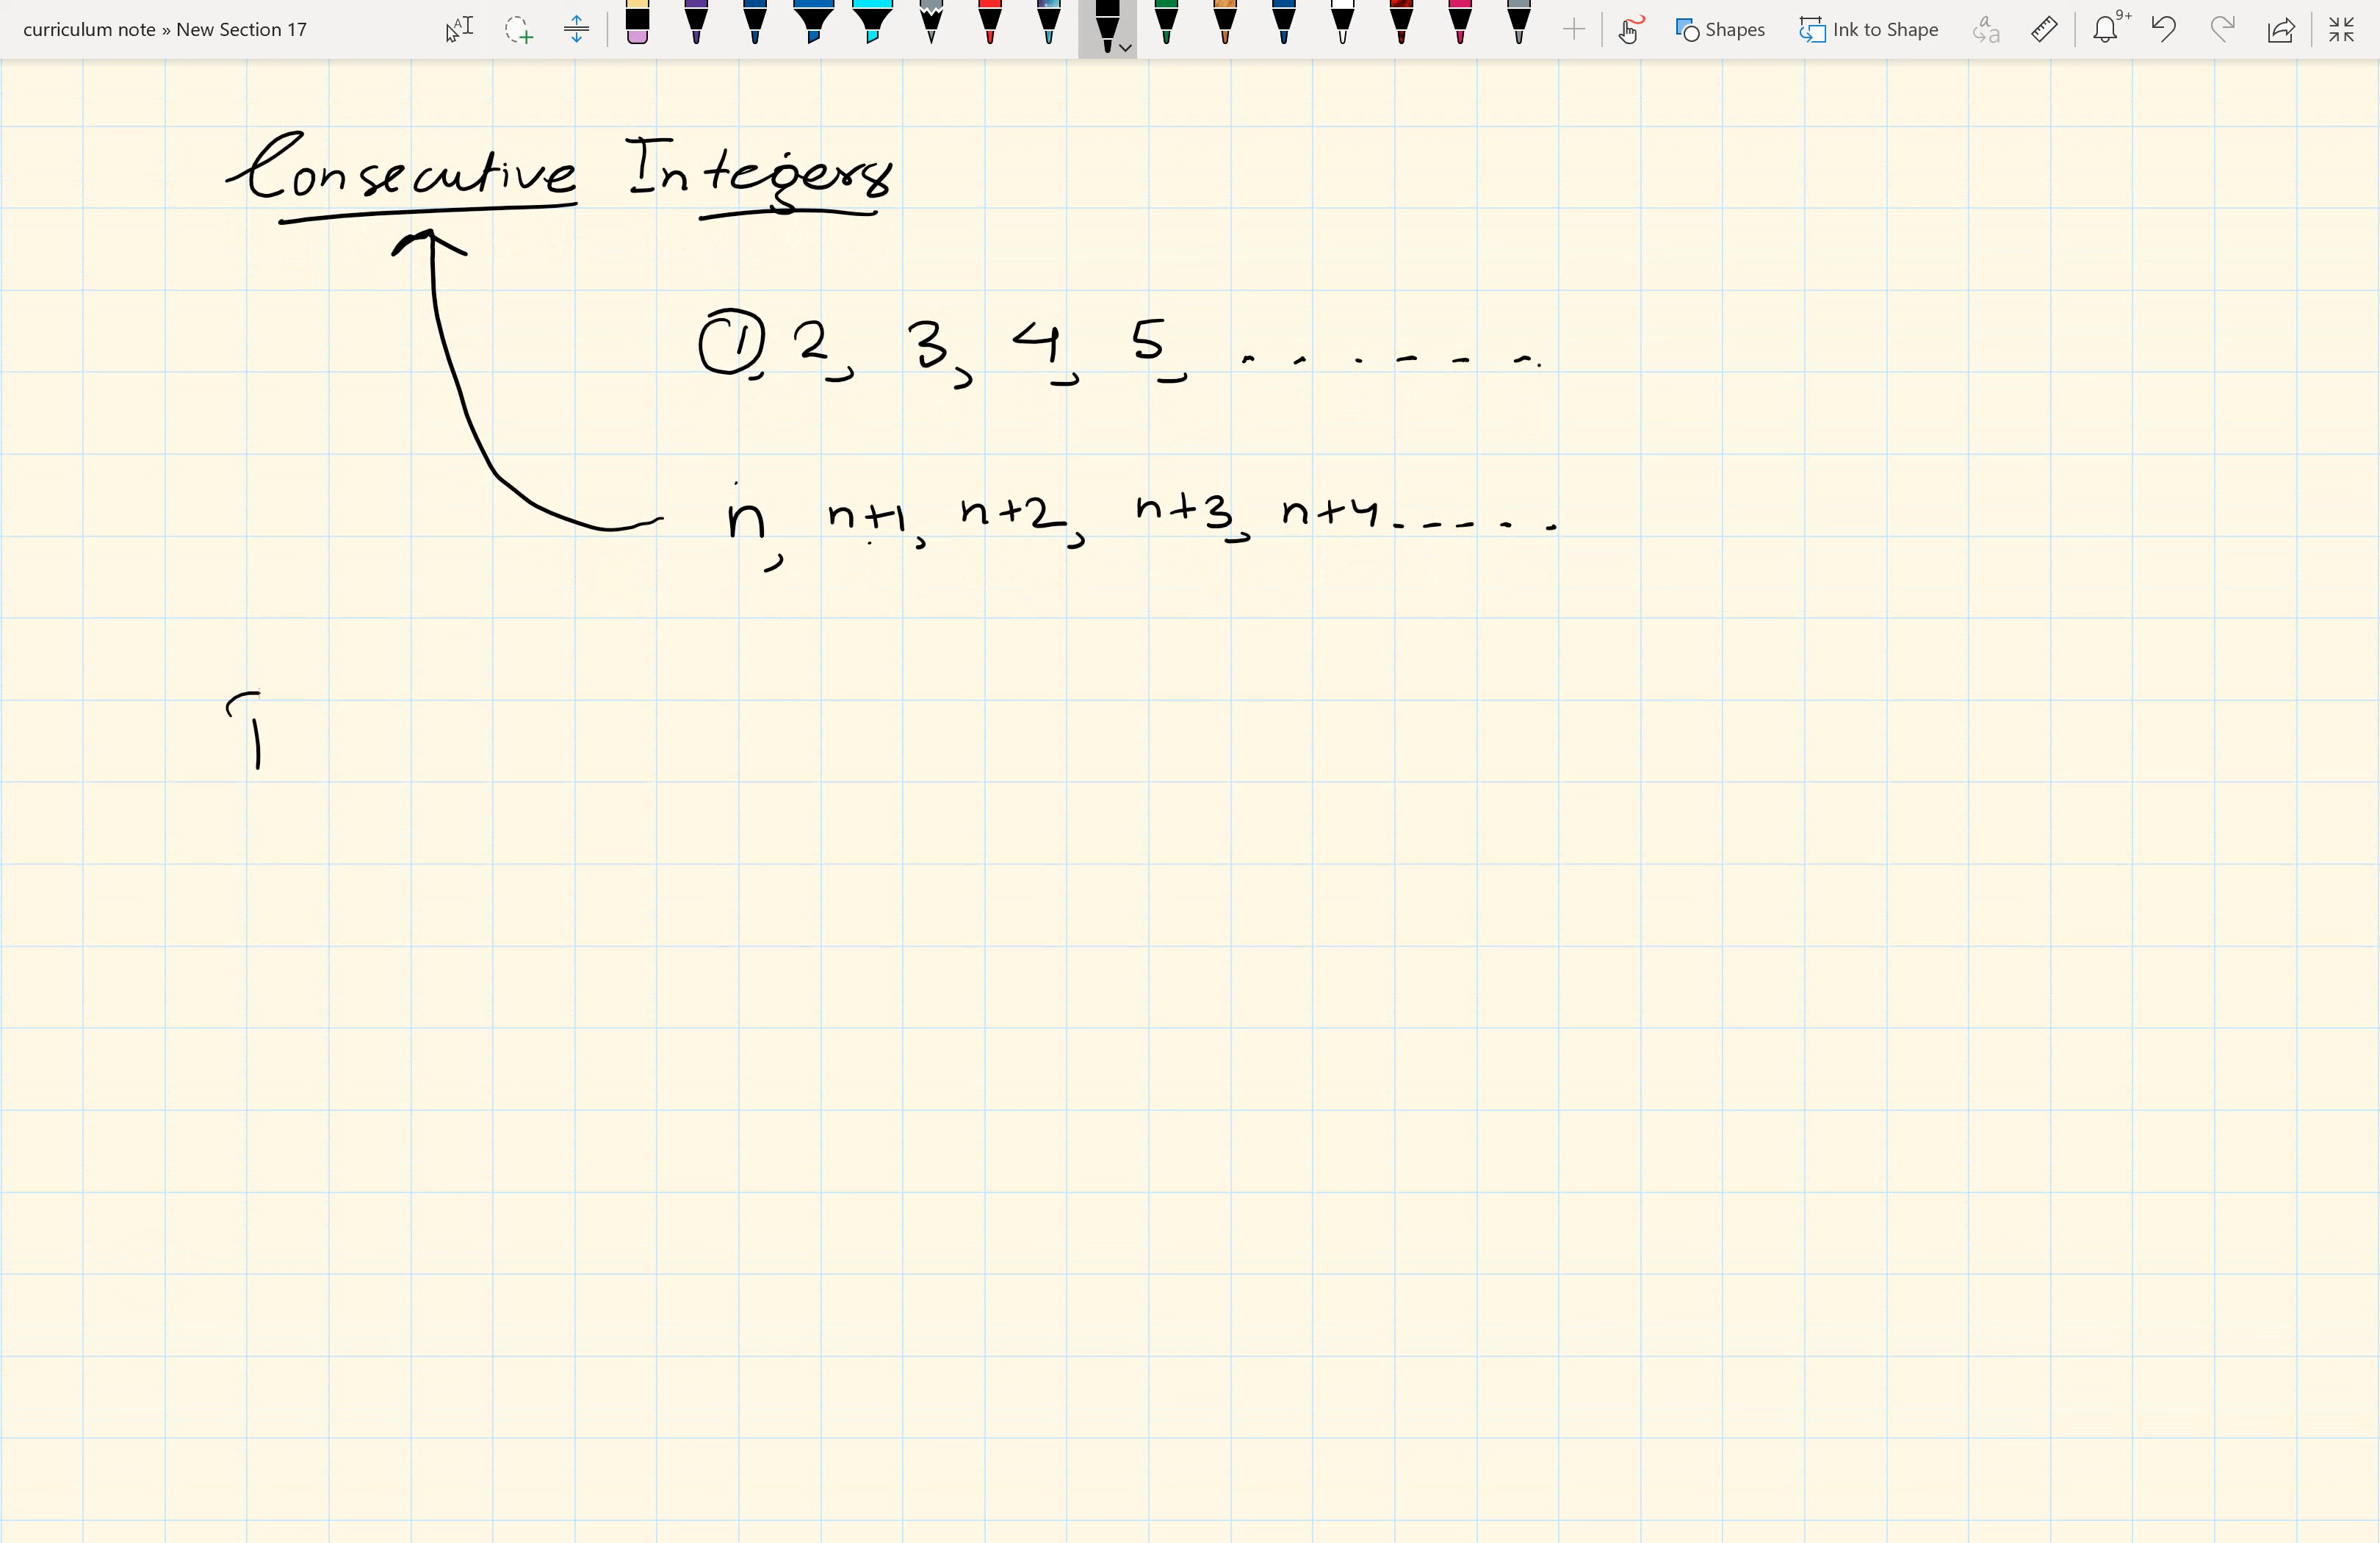 curriculum note » New Section 17
9+
Shapes
Ink to Shape
Consecutive Integers
1, 2, 3, 4, 5, . . . - - -.
n, n+1, n+2, n+3, n+4 - - - - - .